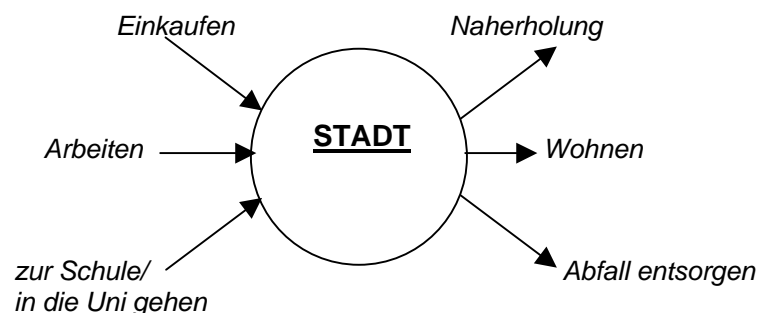 Einkaufen
Naherholung
STADT
Arbeiten
Wohnen
zur Schule/
in die Uni gehen
Abfall entsorgen